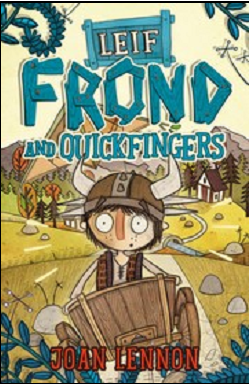 LEIF
FROND
AND QUICKFINGERS
JOAN LENNON